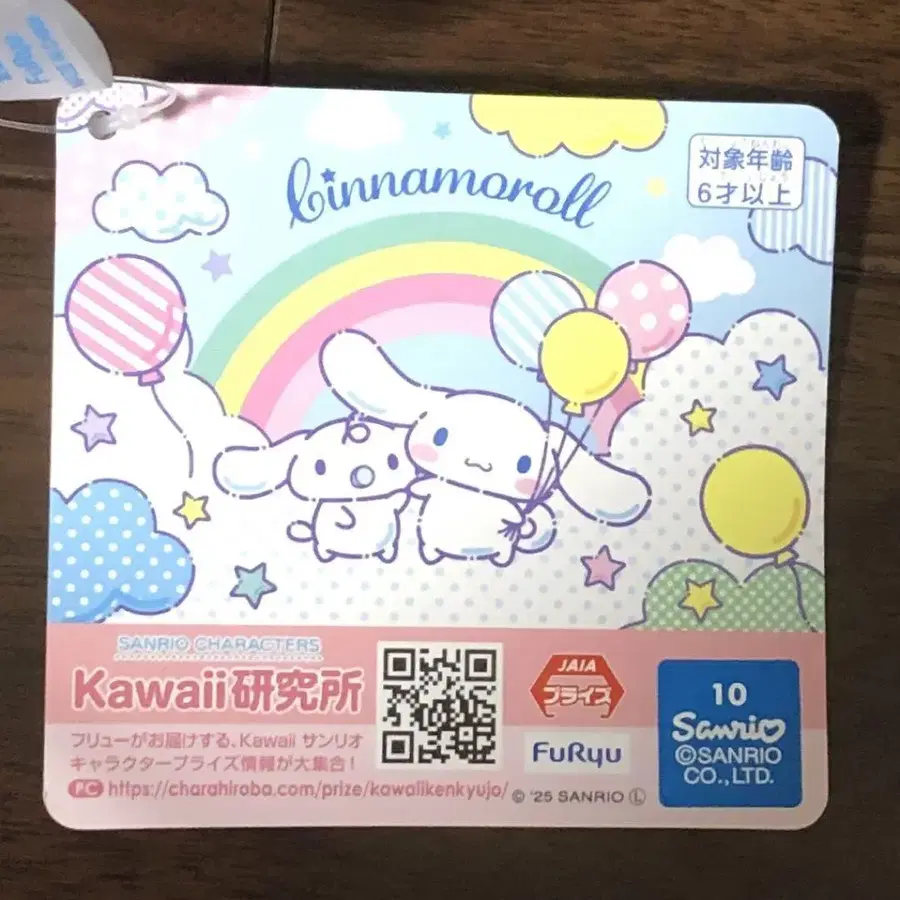 Cinnamoroll
対象年齢
6才以上
SANRIO CHARACTERS
Kawaii研究所
フリューがお届けする、Kawaii サンリオ
キャラクタープライズ情報が大集合!
PC https://charahiroba.com/prize/kawaiikenkyujo/
JAIA
プライズ
FuRyu
© '25 SANRIO Ⓛ
10
Sanrio
©SANRIO
CO.,LTD.